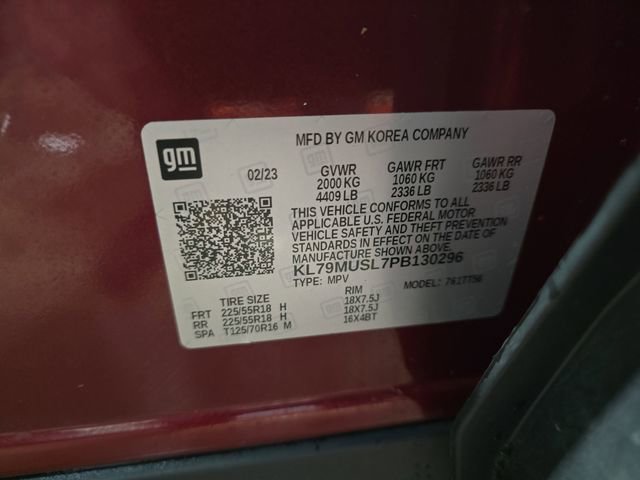 gm
MFD BY GM KOREA COMPANY
02/23 GVWR GAWR FRT GAWR RR
2000 KG 1060 KG 1060 KG
4409 LB 2336 LB 2336 LB
THIS VEHICLE CONFORMS TO ALL
APPLICABLE U.S. FEDERAL MOTOR
VEHICLE SAFETY AND THEFT PREVENTION
STANDARDS IN EFFECT ON THE DATE OF
MANUFACTURE SHOWN ABOVE.
KL79MUSL7PB130296
TYPE: MPV MODEL:
TIRE SIZE RIM
FRT 225/55R18 H 18X7.5J
RR 225/55R18 H 18X7.5J
SPA T125/70R16 M 16X4BT